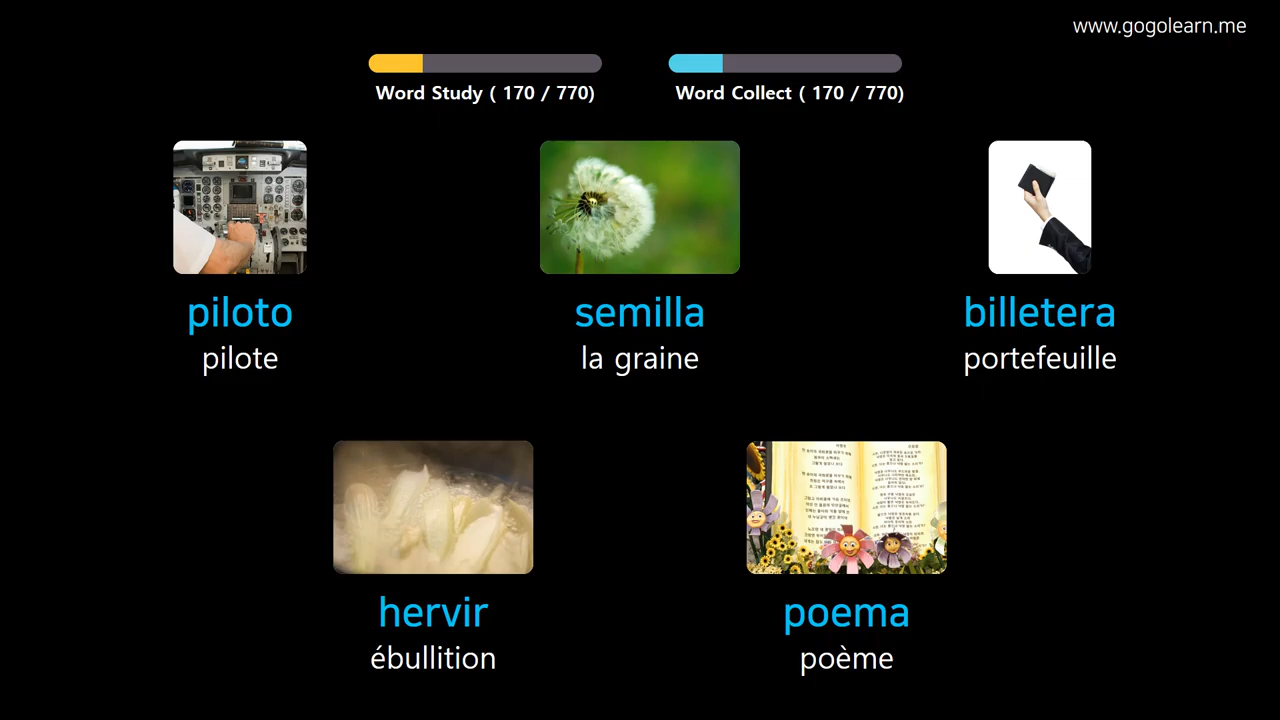 www.gogolearn.me
Word Study ( 170 / 770)
Word Collect ( 170 / 770)
piloto
pilote
semilla
la graine
billetera
portefeuille
hervir
ébullition
poema
poème